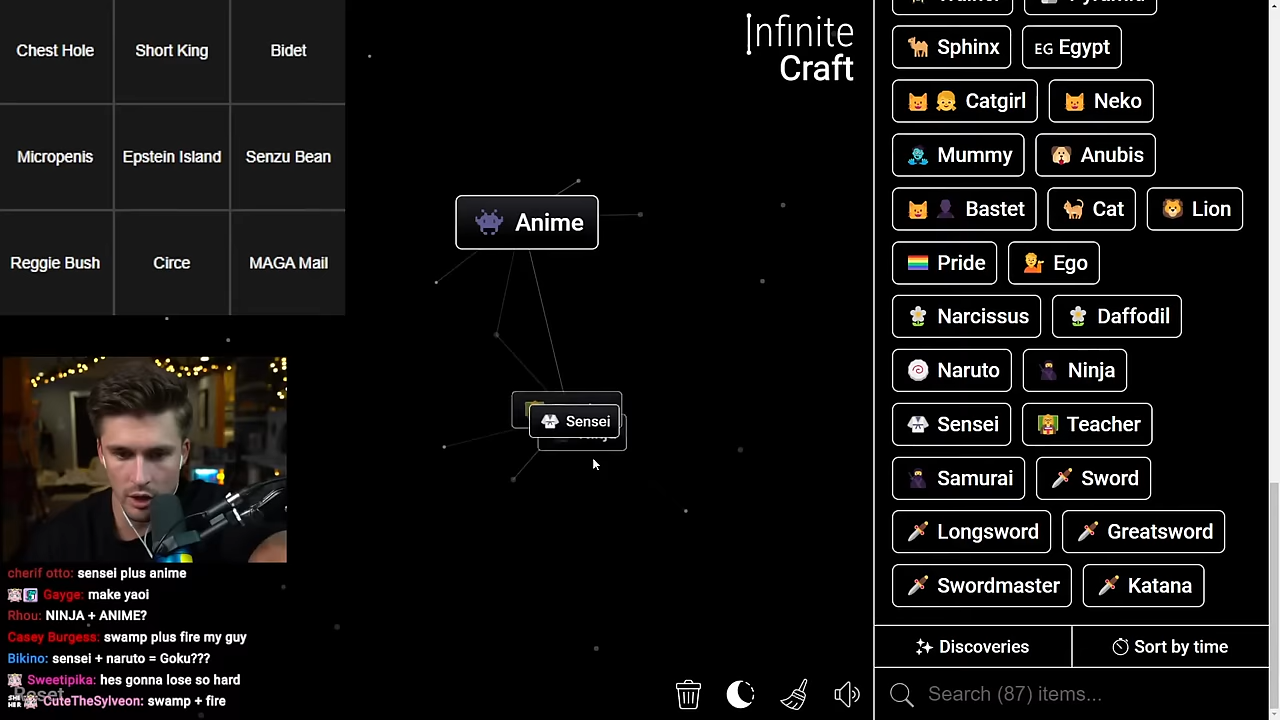 Chest Hole
Short King
Bidet
Micropenis
Epstein Island
Senzu Bean
Reggie Bush
Circe
MAGA Mail
Infinite
Craft
Anime
Sensei
Sphinx
EG Egypt
Catgirl
Neko
Mummy
Anubis
Bastet
Cat
Lion
Pride
Ego
Narcissus
Daffodil
Naruto
Ninja
Sensei
Teacher
Samurai
Sword
Longsword
Greatsword
Swordmaster
Katana
Discoveries
Sort by time
Search (87) items...
cherif otto: sensei plus anime
Gayge: make yaoi
Rhou: NINJA + ANIME?
Casey Burgess: swamp plus fire my guy
Bikino: sensei + naruto = Goku???
Sweetipika: hes gonna lose so hard
Reset
CuteTheSylveon: swamp + fire